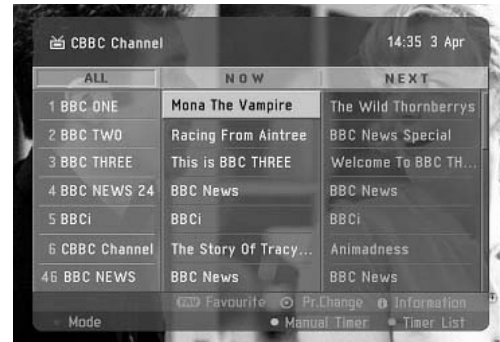 CBBC Channel 14:35 3 Apr
ALL NOW NEXT
1 BBC ONE Mona The Vampire The Wild Thornberrys
2 BBC TWO Racing From Aintree BBC News Special
3 BBC THREE This is BBC THREE Welcome To BBC TH...
4 BBC NEWS 24 BBC News BBC News
5 BBCi BBCi BBCi
6 CBBC Channel The Story Of Tracy... Animadness
46 BBC NEWS BBC News BBC News
FAV Favourite Pr.Change i Information
Mode Manual Timer Timer List